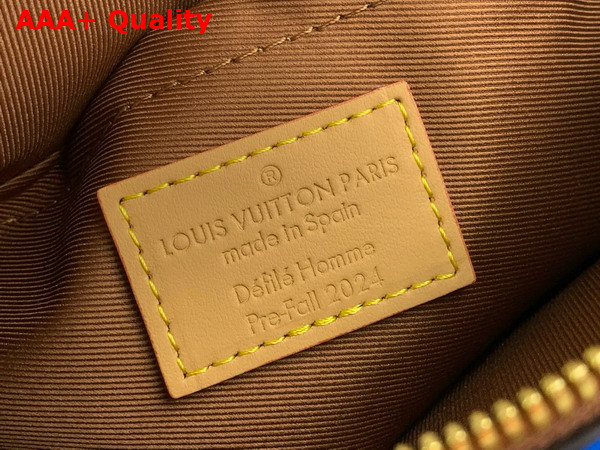 AAA+ Quality
®
LOUIS VUITTON PARIS
made in Spain
Défilé Homme
Pre-Fall 2024